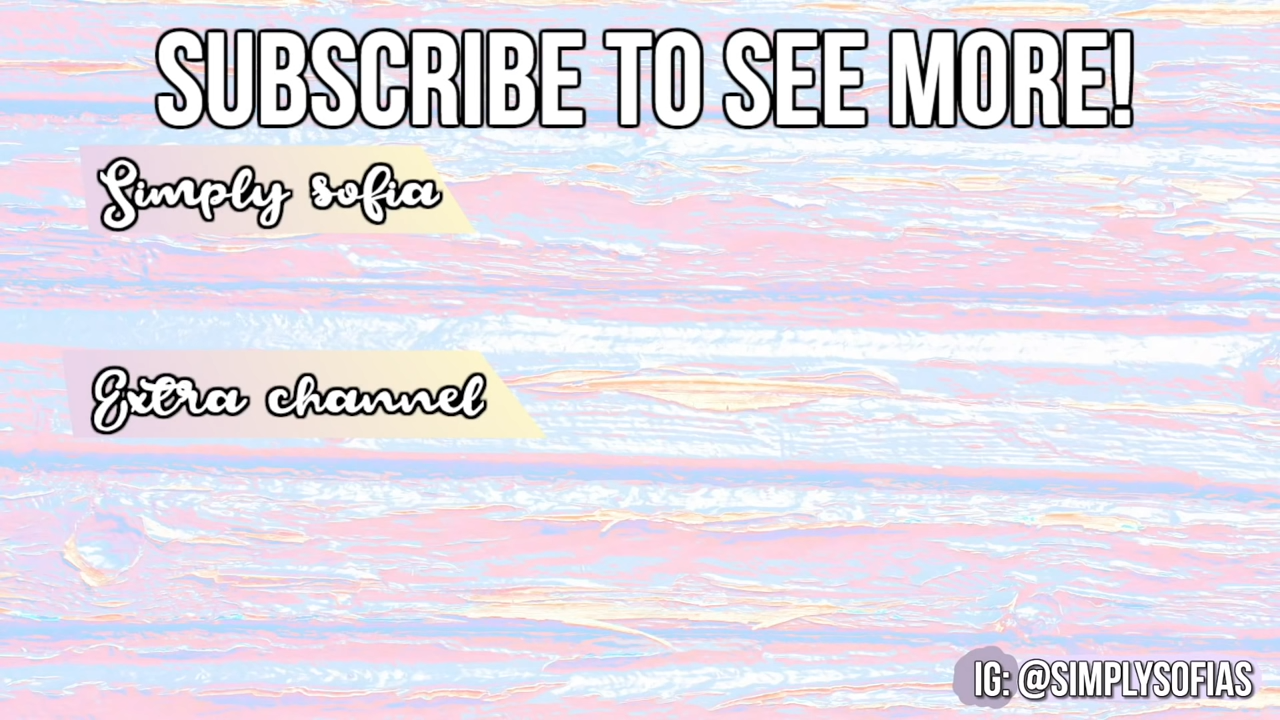 SUBSCRIBE TO SEE MORE!
Simply sofia
Extra channel
IG: @SIMPLYSOFIAS